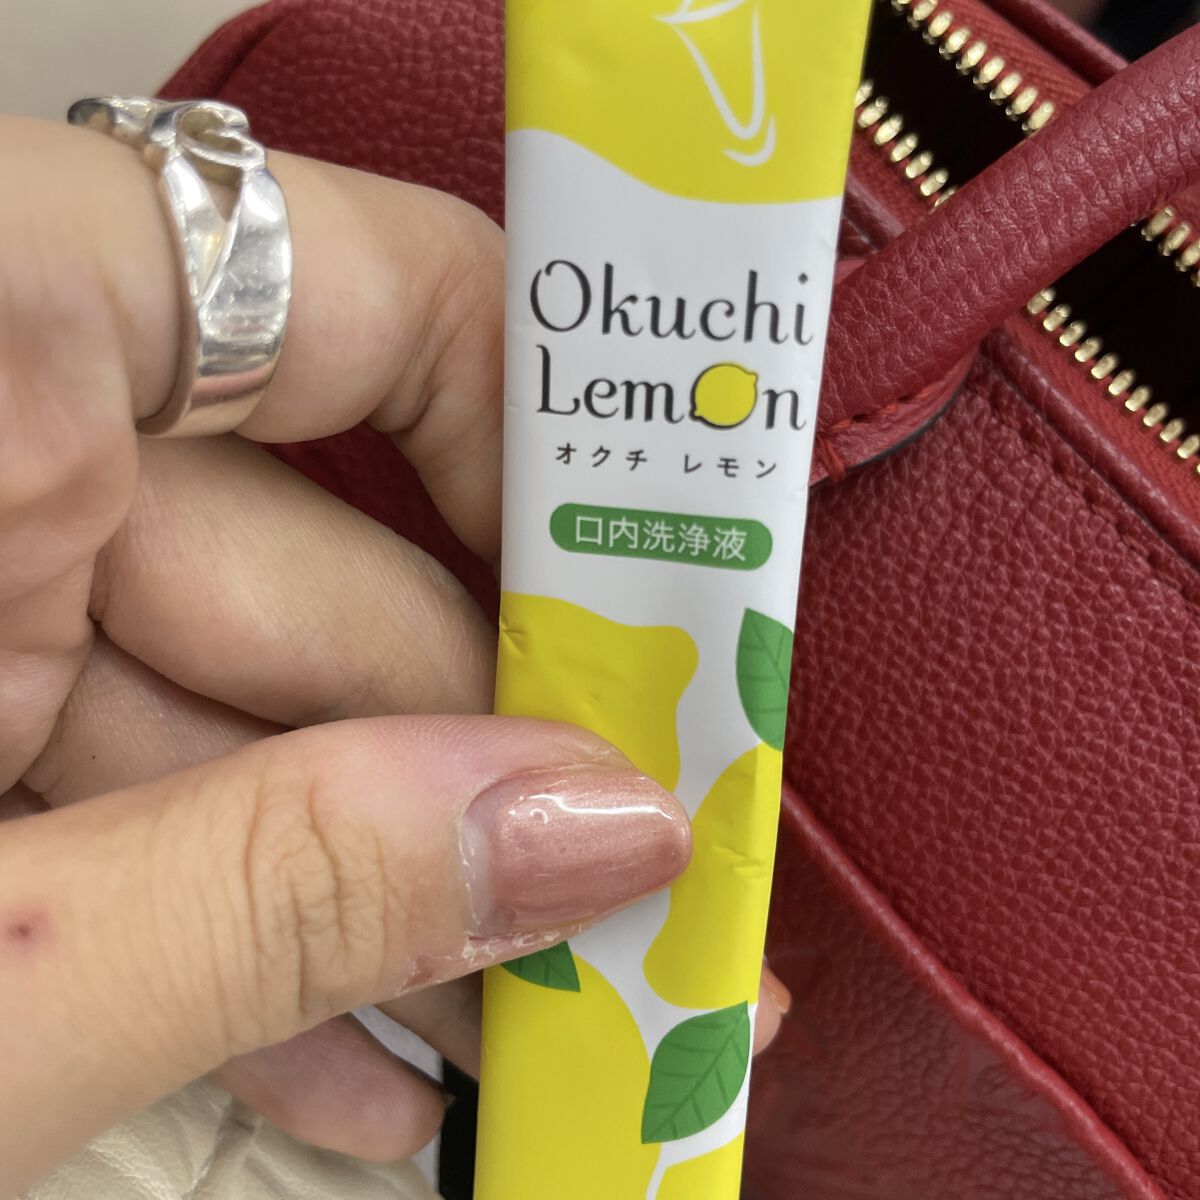 Okuchi
Lemon
オクチ レモン
口内洗浄液